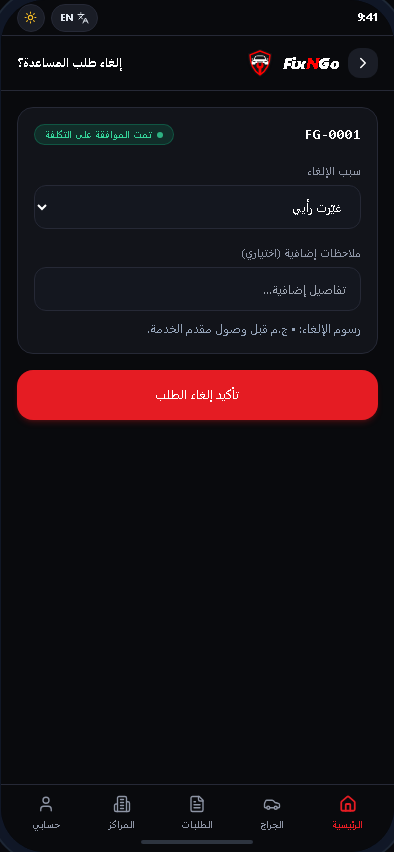 9:41
EN
FixNGo
إلغاء طلب المساعدة؟
FG-0001
تمت الموافقة على التكلفة
سبب الإلغاء
غيّرت رأيي
ملاحظات إضافية (اختياري)
تفاصيل إضافية...
رسوم الإلغاء: ٠ ج.م قبل وصول مقدم الخدمة.
تأكيد إلغاء الطلب
الرئيسية
الجراج
الطلبات
المراكز
حسابي